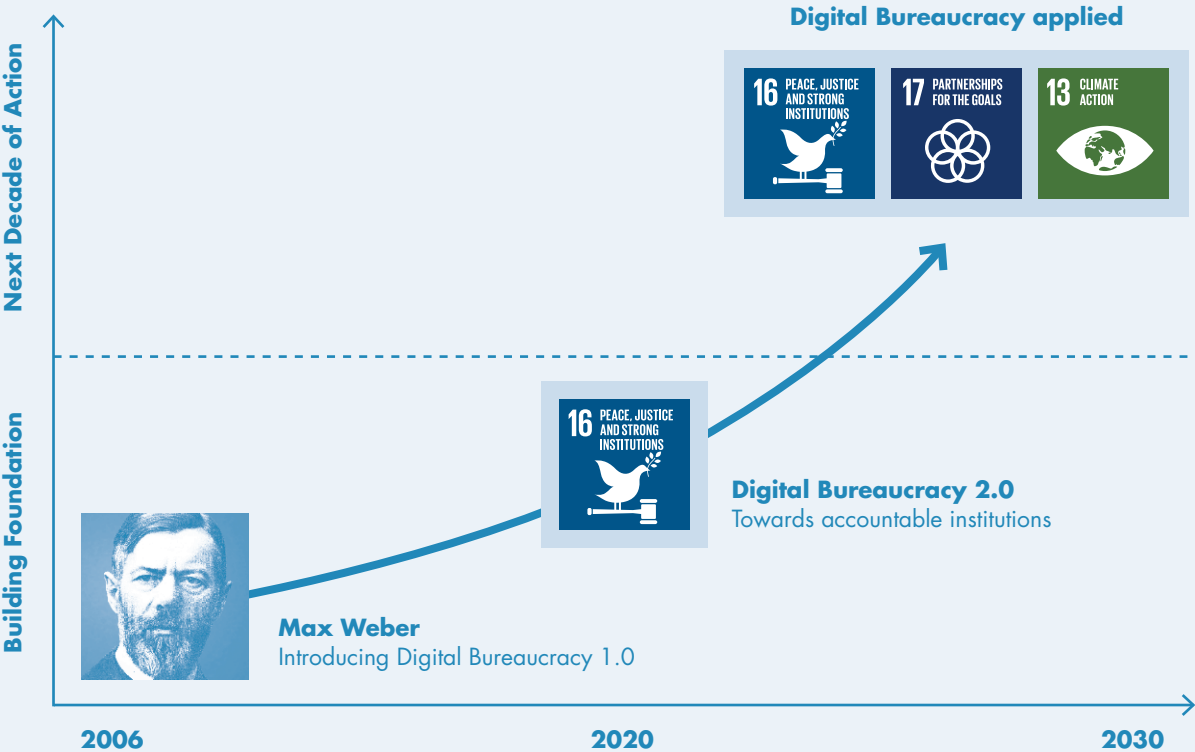 Digital Bureaucracy applied
Next Decade of Action
16 PEACE, JUSTICE
AND STRONG
INSTITUTIONS
17 PARTNERSHIPS
FOR THE GOALS
13 CLIMATE
ACTION
Building Foundation
16 PEACE, JUSTICE
AND STRONG
INSTITUTIONS
Digital Bureaucracy 2.0
Towards accountable institutions
Max Weber
Introducing Digital Bureaucracy 1.0
2006
2020
2030